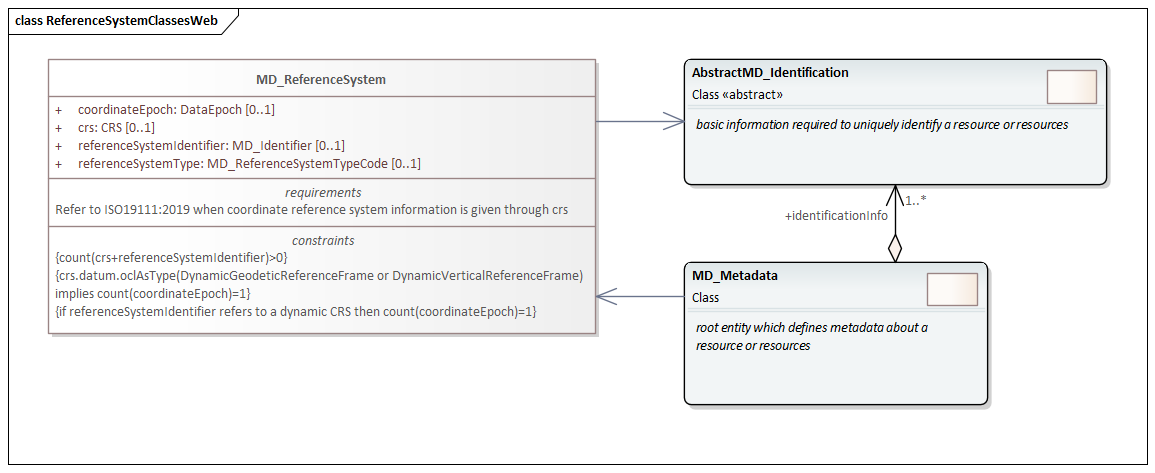 class ReferenceSystemClassesWeb
MD_ReferenceSystem
+ coordinateEpoch: DataEpoch [0..1]
+ crs: CRS [0..1]
+ referenceSystemIdentifier: MD_Identifier [0..1]
+ referenceSystemType: MD_ReferenceSystemTypeCode [0..1]
requirements
Refer to ISO19111:2019 when coordinate reference system information is given through crs
constraints
{count(crs+referenceSystemIdentifier)>0}
{crs.datum.oclAsType(DynamicGeodeticReferenceFrame or DynamicVerticalReferenceFrame)
implies count(coordinateEpoch)=1}
{if referenceSystemIdentifier refers to a dynamic CRS then count(coordinateEpoch)=1}
AbstractMD_Identification
Class «abstract»
basic information required to uniquely identify a resource or resources
1..*
+identificationInfo
MD_Metadata
Class
root entity which defines metadata about a
resource or resources